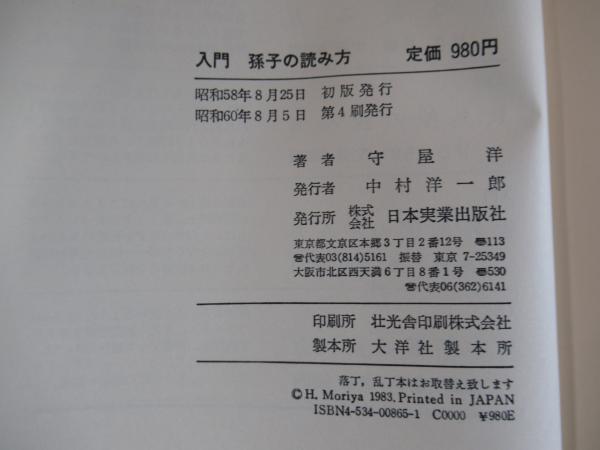 入門 孫子の読み方 定価 980円
昭和58年8月25日 初版発行
昭和60年8月5日 第4刷発行
著者 守屋洋
発行者 中村洋一郎
発行所 株式会社 日本実業出版社
東京都文京区本郷3丁目2番12号 〠113
☎代表03(814)5161 振替 東京 7-25349
大阪市北区西天満6丁目8番1号 〠530
☎代表06(362)6141
印刷所 壮光舎印刷株式会社
製本所 大洋社製本所
落丁,乱丁本はお取替え致します
©H. Moriya 1983. Printed in JAPAN
ISBN4-534-00865-1 C0000 ¥980E